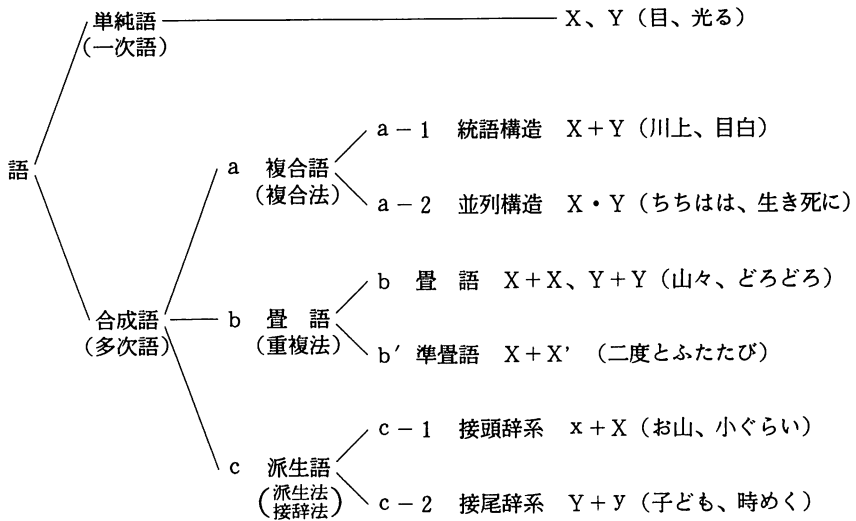 単純語 X、Y(目、光る)
(一次語)
語
a 複合語
(複合法)
a-1 統語構造 X+Y(川上、目白)
a-2 並列構造 X・Y(ちちはは、生き死に)
合成語
(多次語)
b 畳 語
(重複法)
b 畳 語 X+X、Y+Y(山々、どろどろ)
b′ 準畳語 X+X’(二度とふたたび)
c 派生語
(派生法
接辞法)
c-1 接頭辞系 x+X(お山、小ぐらい)
c-2 接尾辞系 Y+y(子ども、時めく)